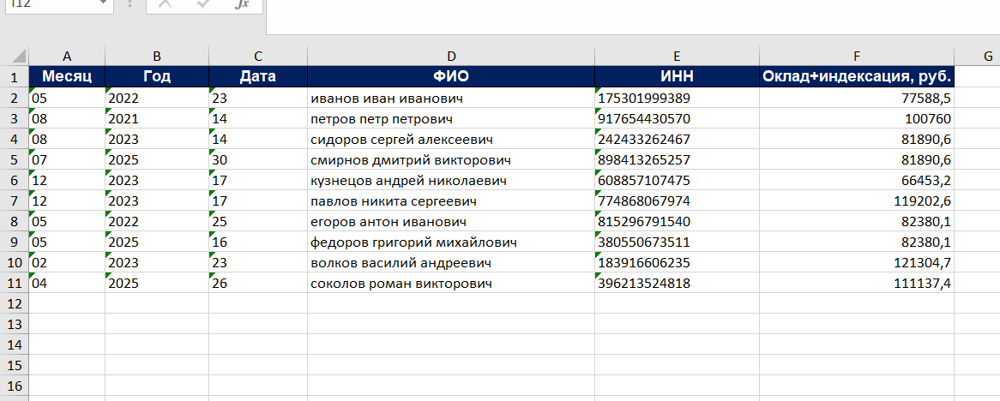 I12 fx
A B C D E F G
1 Месяц Год Дата ФИО ИНН Оклад+индексация, руб.
2 05 2022 23 иванов иван иванович 175301999389 77588,5
3 08 2021 14 петров петр петрович 917654430570 100760
4 08 2023 14 сидоров сергей алексеевич 242433262467 81890,6
5 07 2025 30 смирнов дмитрий викторович 898413265257 81890,6
6 12 2023 17 кузнецов андрей николаевич 608857107475 66453,2
7 12 2023 17 павлов никита сергеевич 774868067974 119202,6
8 05 2022 25 егоров антон иванович 815296791540 82380,1
9 05 2025 16 федоров григорий михайлович 380550673511 82380,1
10 02 2023 23 волков василий андреевич 183916606235 121304,7
11 04 2025 26 соколов роман викторович 396213524818 111137,4
12
13
14
15
16